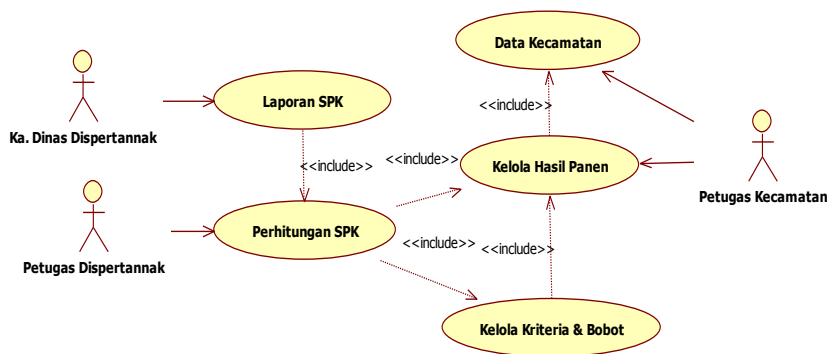 Data Kecamatan
Laporan SPK
<<include>>
Ka. Dinas Dispertannak
<<include>>
<<include>>
Kelola Hasil Panen
Petugas Kecamatan
Perhitungan SPK
<<include>>
<<include>>
Petugas Dispertannak
Kelola Kriteria & Bobot